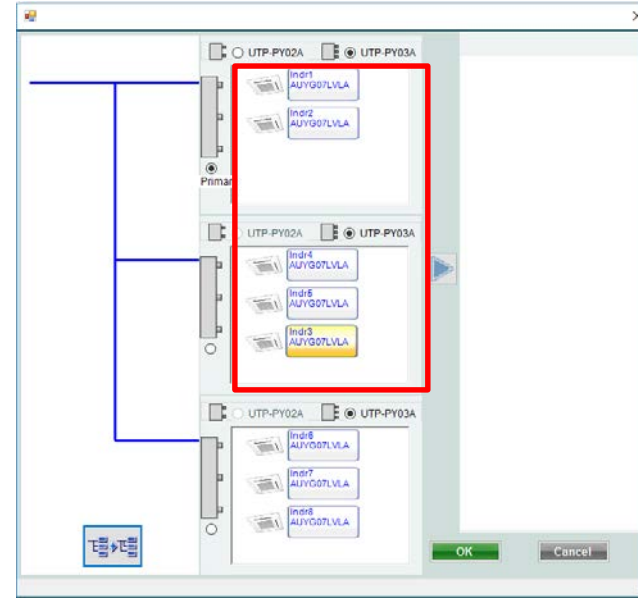 UTP-PY02A UTP-PY03A
Indr1
AUYG07LVLA
Indr2
AUYG07LVLA
Primar
UTP-PY02A UTP-PY03A
Indr4
AUYG07LVLA
Indr5
AUYG07LVLA
Indr3
AUYG07LVLA
UTP-PY02A UTP-PY03A
Indr6
AUYG07LVLA
Indr7
AUYG07LVLA
Indr8
AUYG07LVLA
OK Cancel